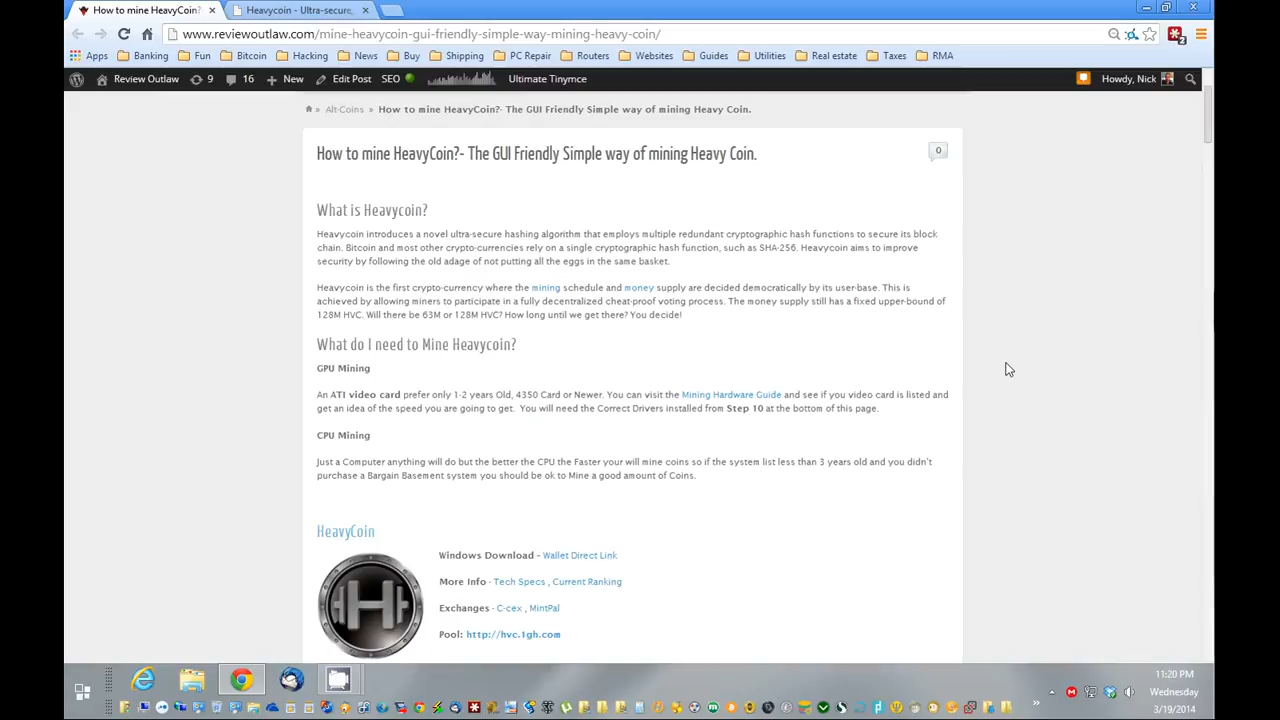 How to mine HeavyCoin? Heavycoin - Ultra-secure,
www.reviewoutlaw.com/mine-heavycoin-gui-friendly-simple-way-mining-heavy-coin/
Apps Banking Fun Bitcoin Hacking News Buy Shipping PC Repair Routers Websites Guides Utilities Real estate Taxes RMA
Review Outlaw 9 16 New Edit Post SEO Ultimate Tinymce Howdy, Nick
» Alt-Coins » How to mine HeavyCoin?- The GUI Friendly Simple way of mining Heavy Coin.
How to mine HeavyCoin?- The GUI Friendly Simple way of mining Heavy Coin. 0
What is Heavycoin?
Heavycoin introduces a novel ultra-secure hashing algorithm that employs multiple redundant cryptographic hash functions to secure its block
chain. Bitcoin and most other crypto-currencies rely on a single cryptographic hash function, such as SHA-256. Heavycoin aims to improve
security by following the old adage of not putting all the eggs in the same basket.
Heavycoin is the first crypto-currency where the mining schedule and money supply are decided democratically by its user-base. This is
achieved by allowing miners to participate in a fully decentralized cheat-proof voting process. The money supply still has a fixed upper-bound of
128M HVC. Will there be 63M or 128M HVC? How long until we get there? You decide!
What do I need to Mine Heavycoin?
GPU Mining
An ATI video card prefer only 1-2 years Old, 4350 Card or Newer. You can visit the Mining Hardware Guide and see if you video card is listed and
get an idea of the speed you are going to get. You will need the Correct Drivers installed from Step 10 at the bottom of this page.
CPU Mining
Just a Computer anything will do but the better the CPU the Faster your will mine coins so if the system list less than 3 years old and you didn't
purchase a Bargain Basement system you should be ok to Mine a good amount of Coins.
HeavyCoin
Windows Download - Wallet Direct Link
More Info - Tech Specs , Current Ranking
Exchanges - C-cex , MintPal
Pool: http://hvc.1gh.com
H
11:20 PM
Wednesday
3/19/2014